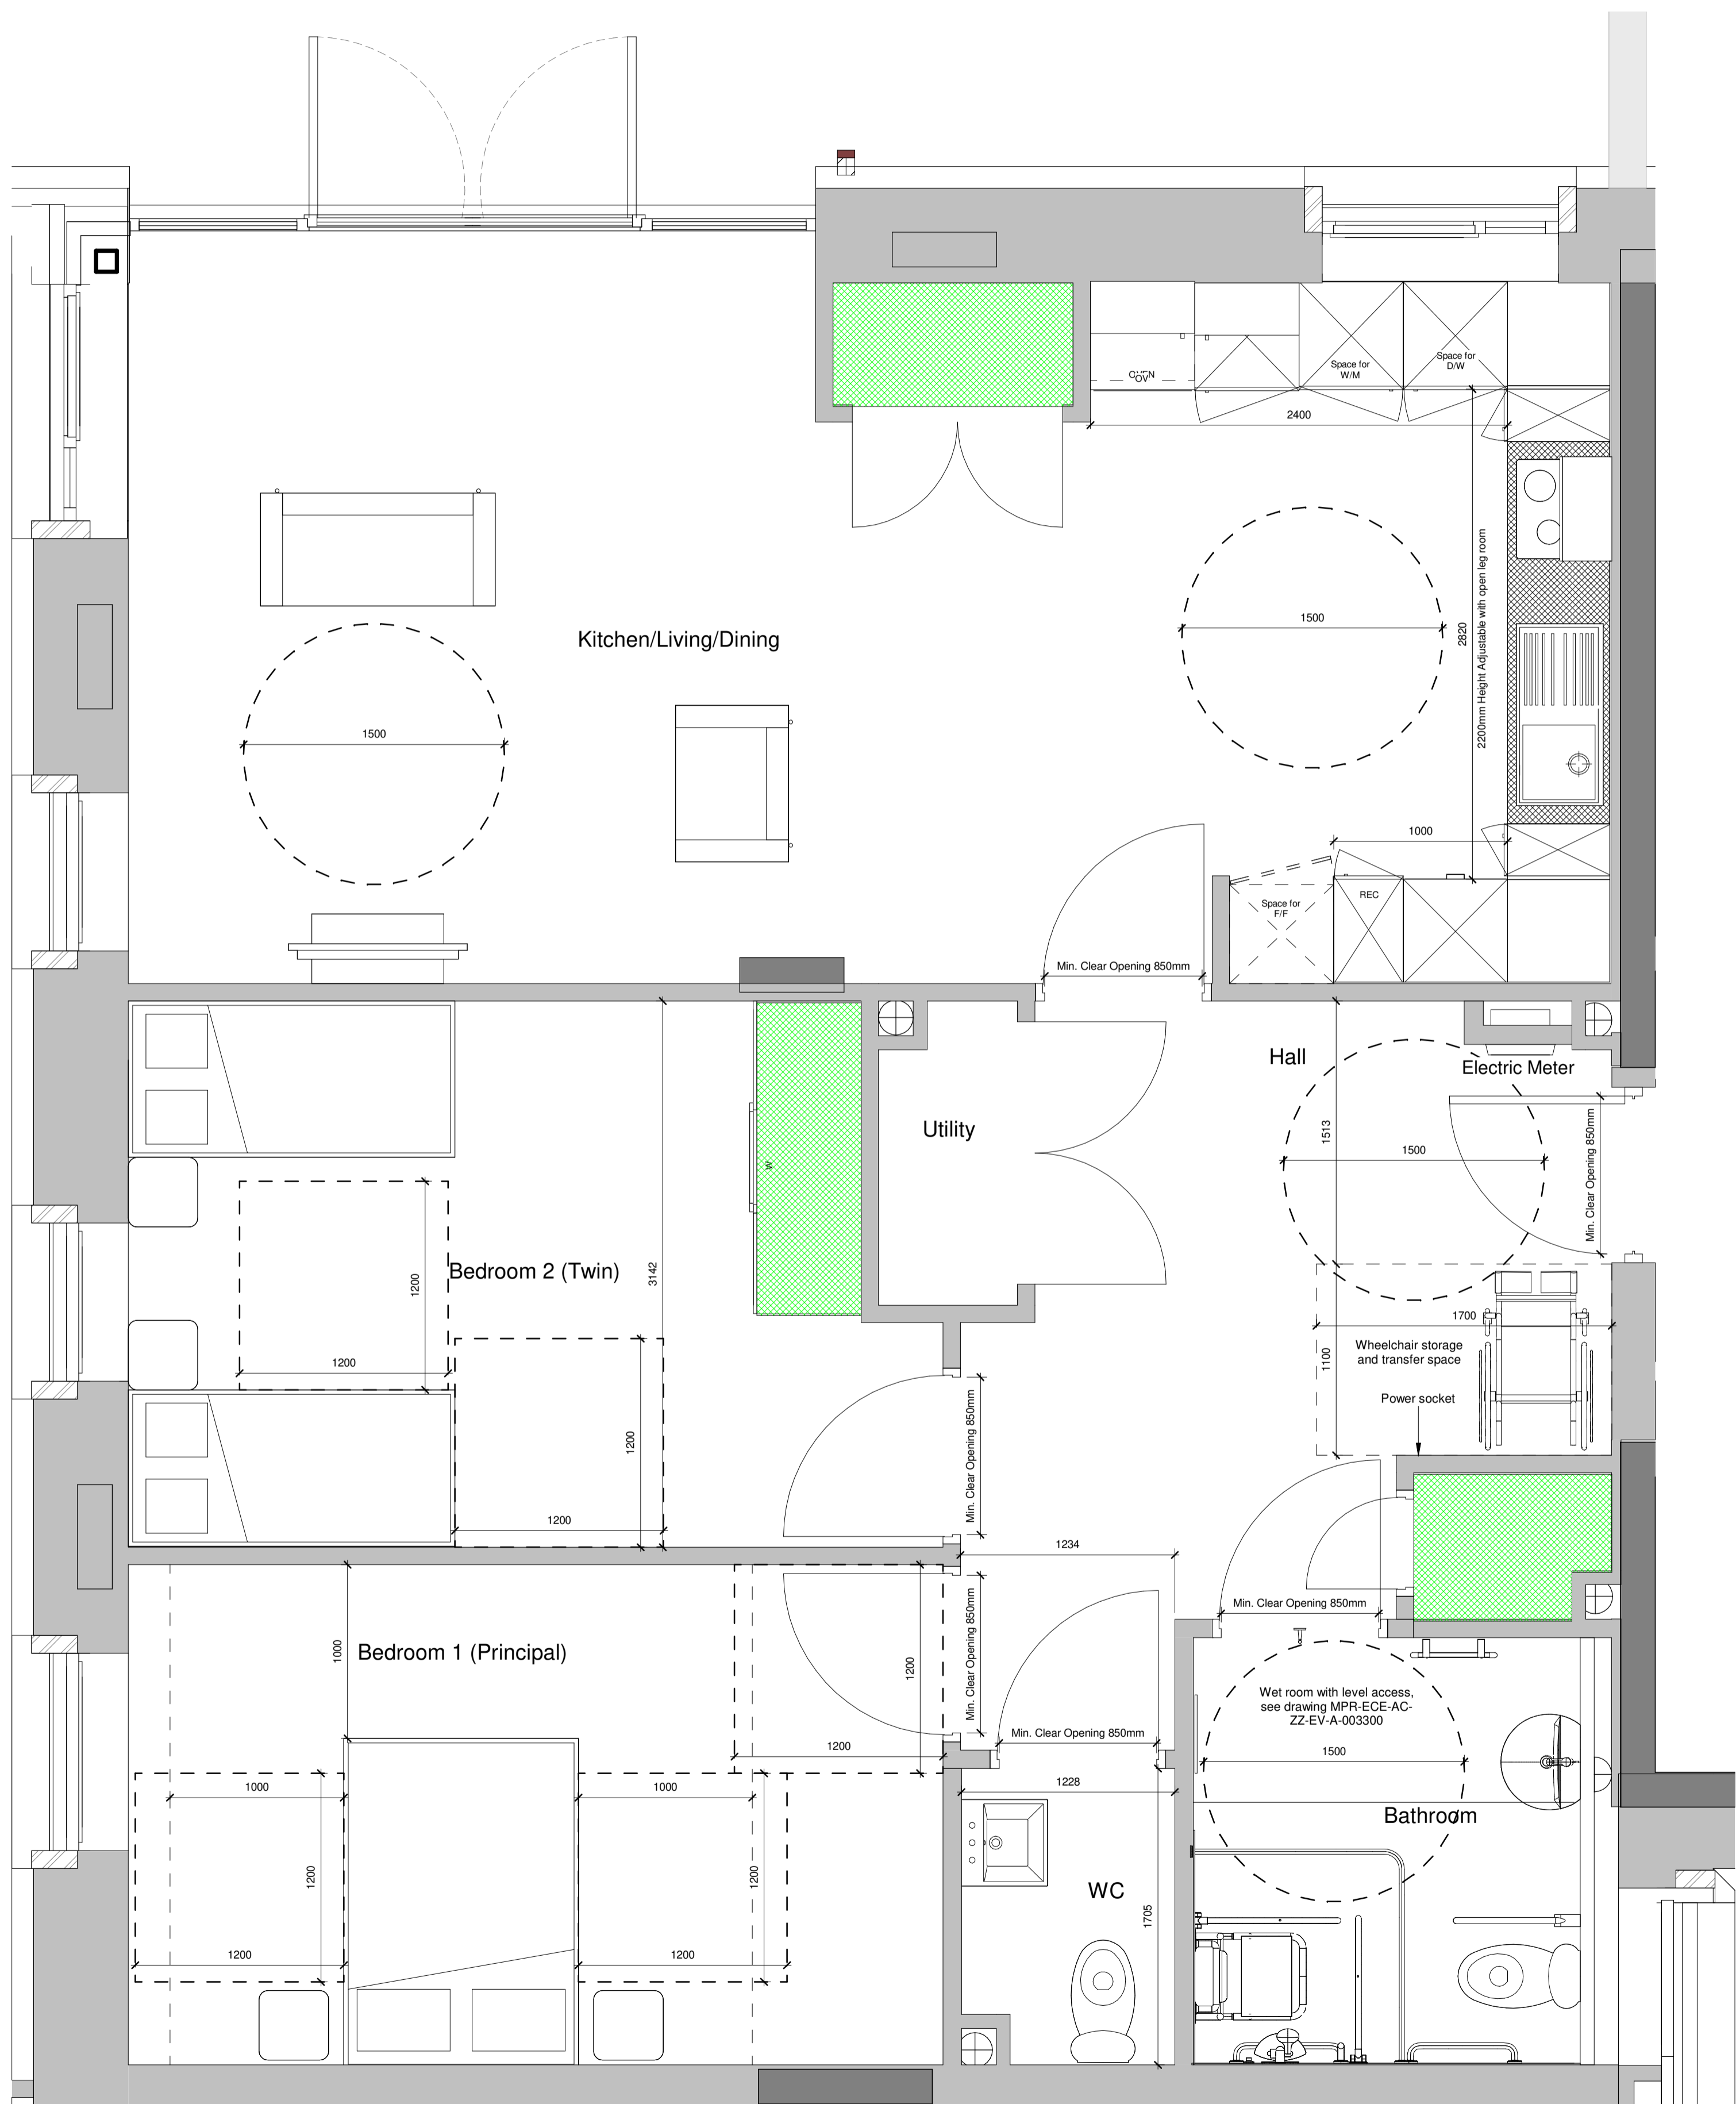 OVEN
OV
Space for
W/M
Space for
D/W
2400
1500
2820
2200mm Height Adjustable with open leg room
Kitchen/Living/Dining
1500
1000
Space for
F/F
REC
Min. Clear Opening 850mm
Hall
Electric Meter
Utility
1513
1500
Min. Clear Opening 850mm
W
Bedroom 2 (Twin)
3142
1200
1200
1200
1200
1700
Wheelchair storage
and transfer space
1100
Power socket
Min. Clear Opening 850mm
1234
Min. Clear Opening 850mm
Min. Clear Opening 850mm
Bedroom 1 (Principal)
1000
1200
1200
Min. Clear Opening 850mm
Wet room with level access,
see drawing MPR-ECE-AC-
ZZ-EV-A-003300
1500
1000
1000
1228
Bathroom
1200
1200
WC
1705
1200
1200